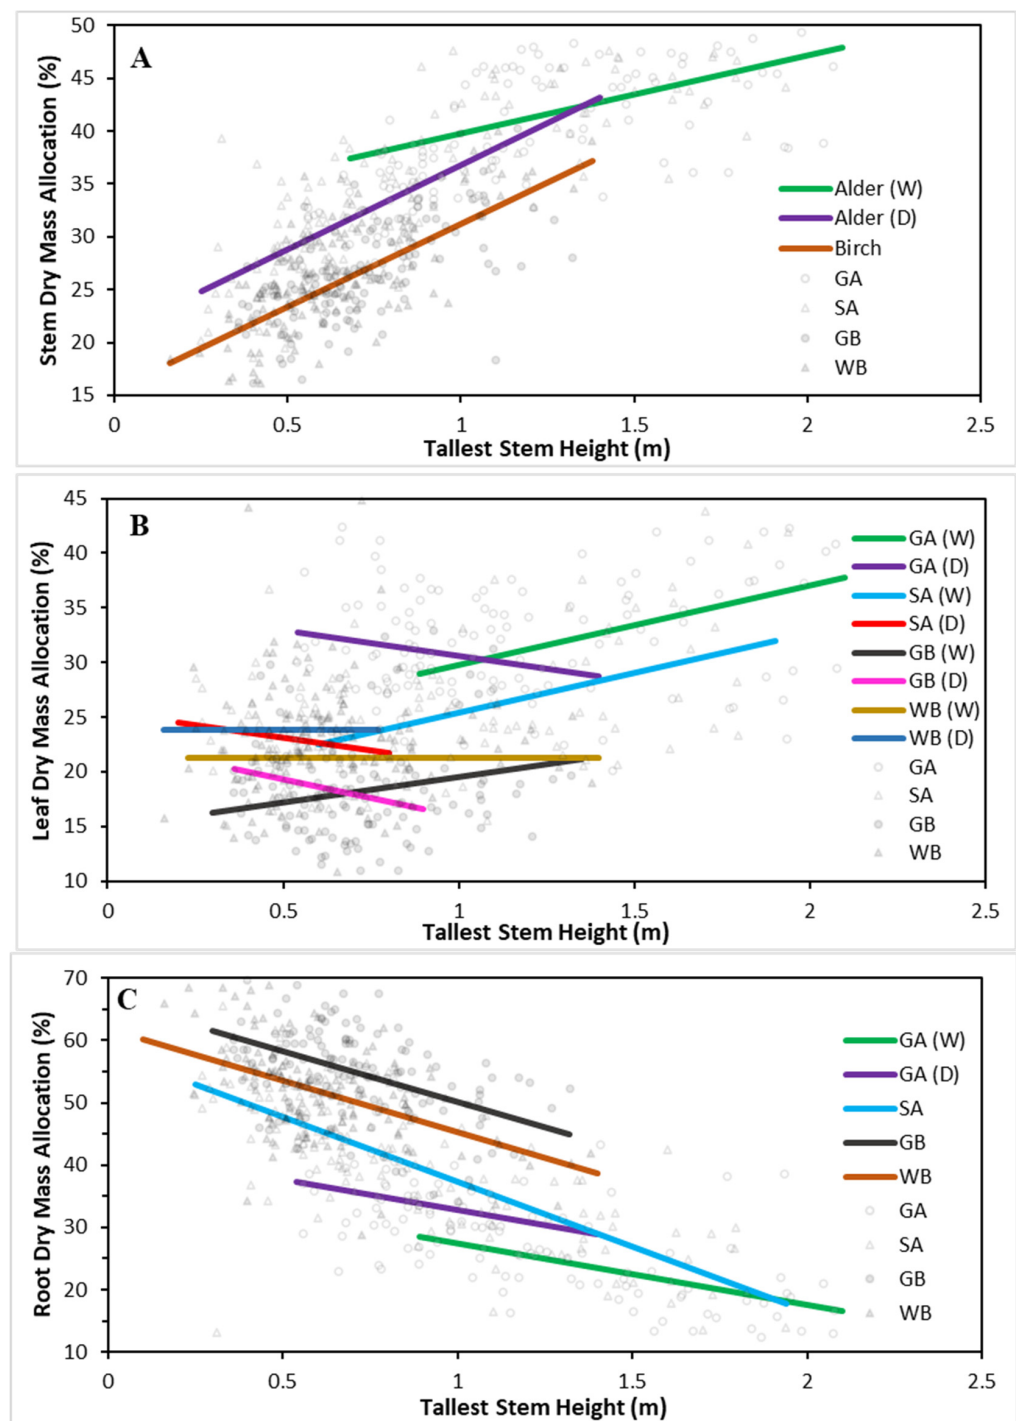 A
Stem Dry Mass Allocation (%)
50
45
40
35
30
25
20
15
Alder (W)
Alder (D)
Birch
GA
SA
GB
WB
0 0.5 1 1.5 2 2.5
Tallest Stem Height (m)
B
Leaf Dry Mass Allocation (%)
45
40
35
30
25
20
15
10
GA (W)
GA (D)
SA (W)
SA (D)
GB (W)
GB (D)
WB (W)
WB (D)
GA
SA
GB
WB
0 0.5 1 1.5 2 2.5
Tallest Stem Height (m)
C
Root Dry Mass Allocation (%)
70
60
50
40
30
20
10
GA (W)
GA (D)
SA
GB
WB
GA
SA
GB
WB
0 0.5 1 1.5 2 2.5
Tallest Stem Height (m)